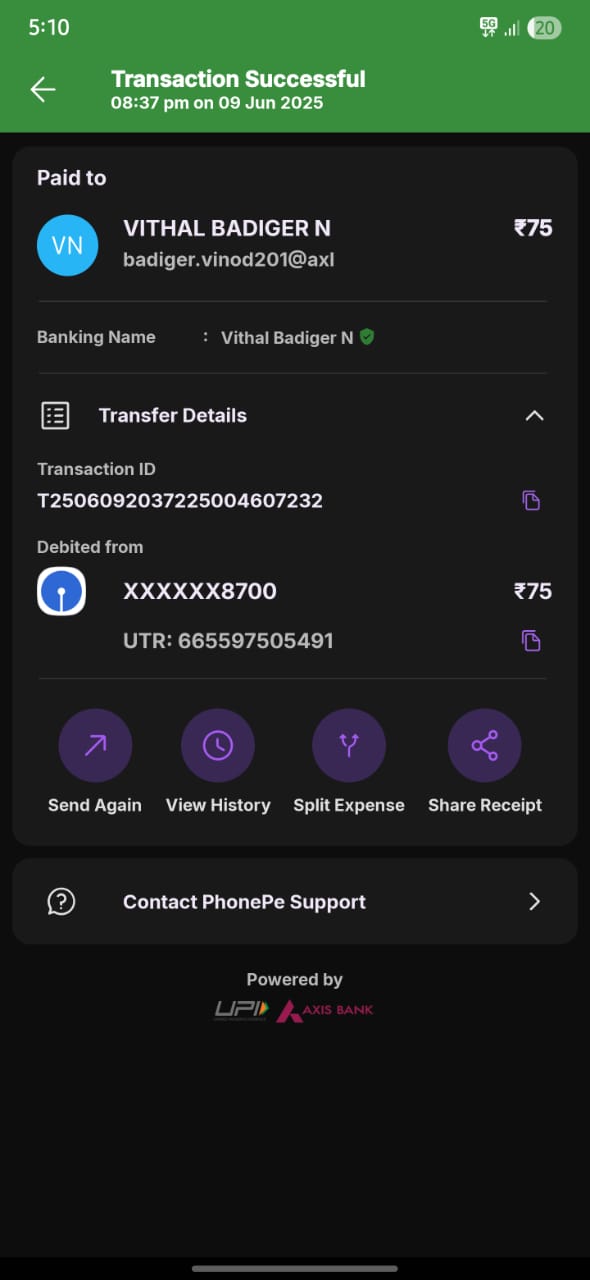 5:10
5G
20
Transaction Successful
08:37 pm on 09 Jun 2025
Paid to
VN
VITHAL BADIGER N ₹75
badiger.vinod201@axl
Banking Name : Vithal Badiger N
Transfer Details
Transaction ID
T2506092037225004607232
Debited from
XXXXXX8700 ₹75
UTR: 665597505491
Send Again View History Split Expense Share Receipt
Contact PhonePe Support
Powered by
UPI AXIS BANK